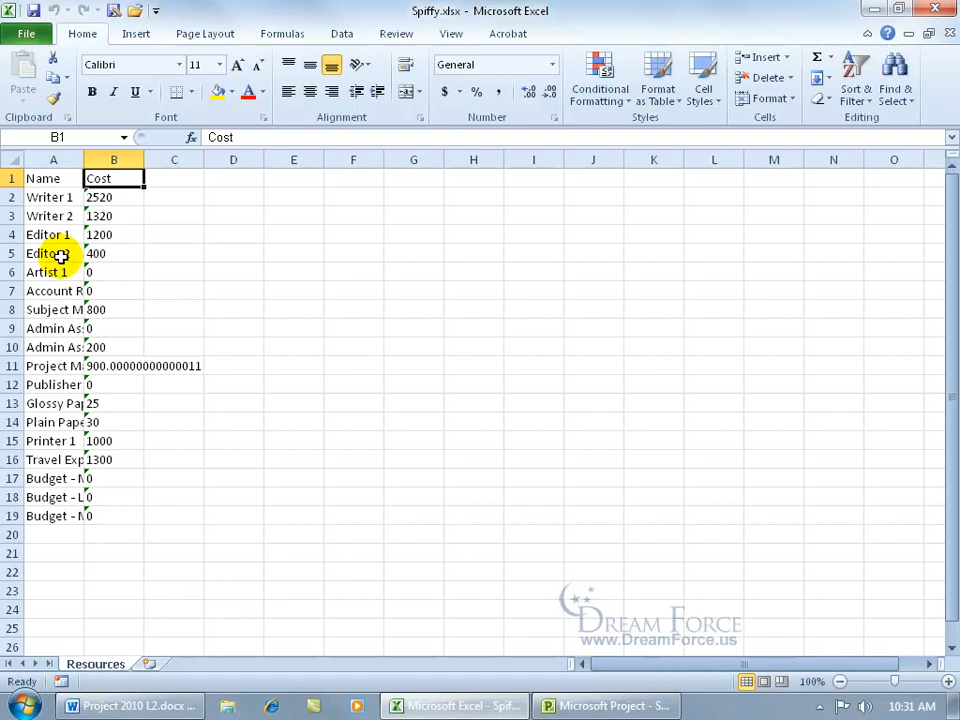 Spiffy.xlsx - Microsoft Excel
File Home Insert Page Layout Formulas Data Review View Acrobat
Paste
Calibri 11
B I U
General
$ % ,
Conditional Formatting
Format as Table
Cell Styles
Insert
Delete
Format
Sort & Filter
Find & Select
Clipboard Font Alignment Number Styles Cells Editing
B1 fx Cost
A B C D E F G H I J K L M N O
1 Name Cost
2 Writer 1 2520
3 Writer 2 1320
4 Editor 1 1200
5 400
6 Artist 1 0
7 Account R 0
8 Subject M 800
9 Admin As 0
10 Admin As 200
11 Project M 900.00000000000011
12 Publisher 0
13 Glossy Pa 25
14 Plain Pape 30
15 Printer 1 1000
16 Travel Exp 1300
17 Budget - 0
18 Budget - L 0
19 Budget - 0
20
21
22
23
24
25
26
DREAM FORCE
www.DreamForce.us
Resources
Ready 100%
Project 2010 L2.docx ... Microsoft Excel - Spif... Microsoft Project - S... 10:31 AM